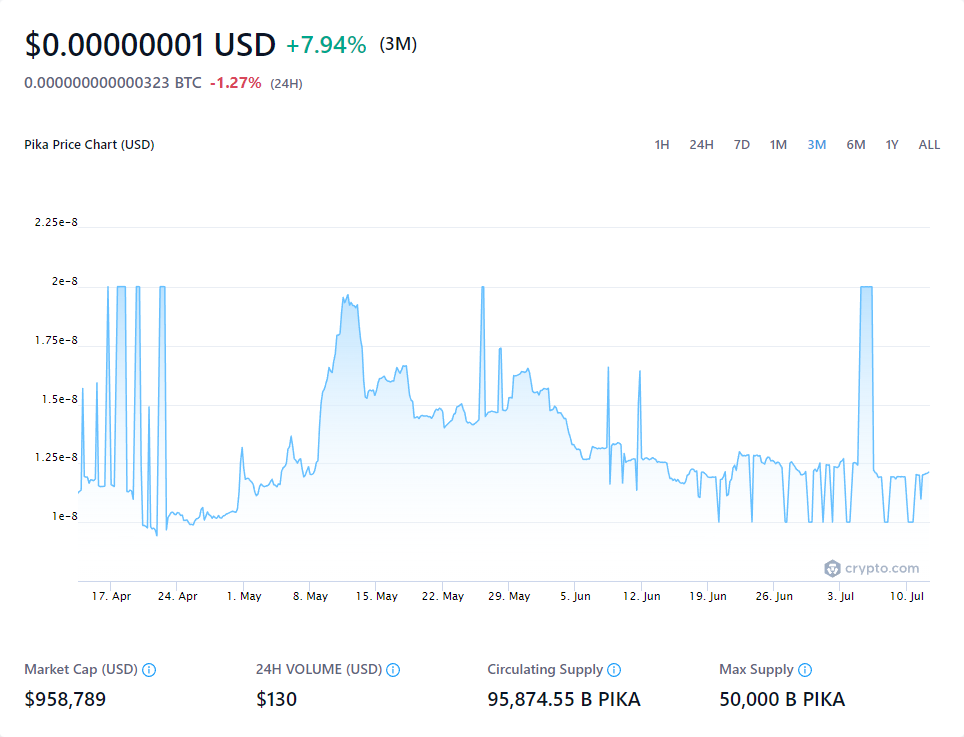 $0.00000001 USD +7.94% (3M)
0.000000000000323 BTC -1.27% (24H)
Pika Price Chart (USD) 1H 24H 7D 1M 3M 6M 1Y ALL
2.25e-8
2e-8
1.75e-8
1.5e-8
1.25e-8
1e-8
crypto.com
17. Apr 24. Apr 1. May 8. May 15. May 22. May 29. May 5. Jun 12. Jun 19. Jun 26. Jun 3. Jul 10. Jul
Market Cap (USD) 24H VOLUME (USD) Circulating Supply Max Supply
$958,789 $130 95,874.55 B PIKA 50,000 B PIKA